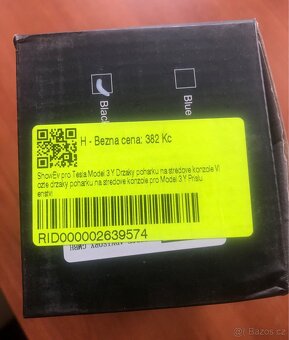 Black
Blue
H - Bezna cena: 382 Kc
ShowEv pro Tesla Model 3 Y Drzaky poharku na stredove konzole Vl
ozte drzaky poharku na stredove konzole pro Model 3 Y Prislu
enstvi
RID000002639574
Bazos.cz